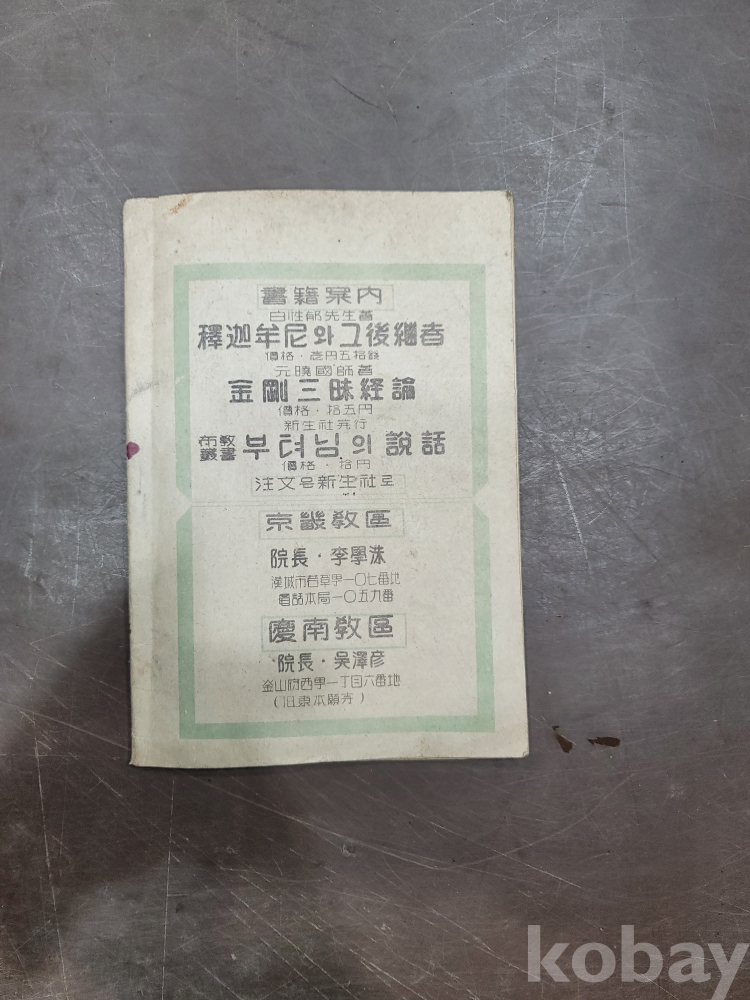 書籍案内
白性郁先生著
釋迦牟尼와그後繼者
價格・壱円五拾錢
元曉國師著
金剛三昧経論
價格・拾五円
新生社発行
布教叢書 부텨님의說話
價格・拾円
注文은新生社로
京畿教區
院長・李學洙
漢城市若草町一〇七番地
電話本局一〇五九番
慶南教區
院長・吳澤彦
釜山府西町一丁目六番地
(旧東本願寺)
kobay